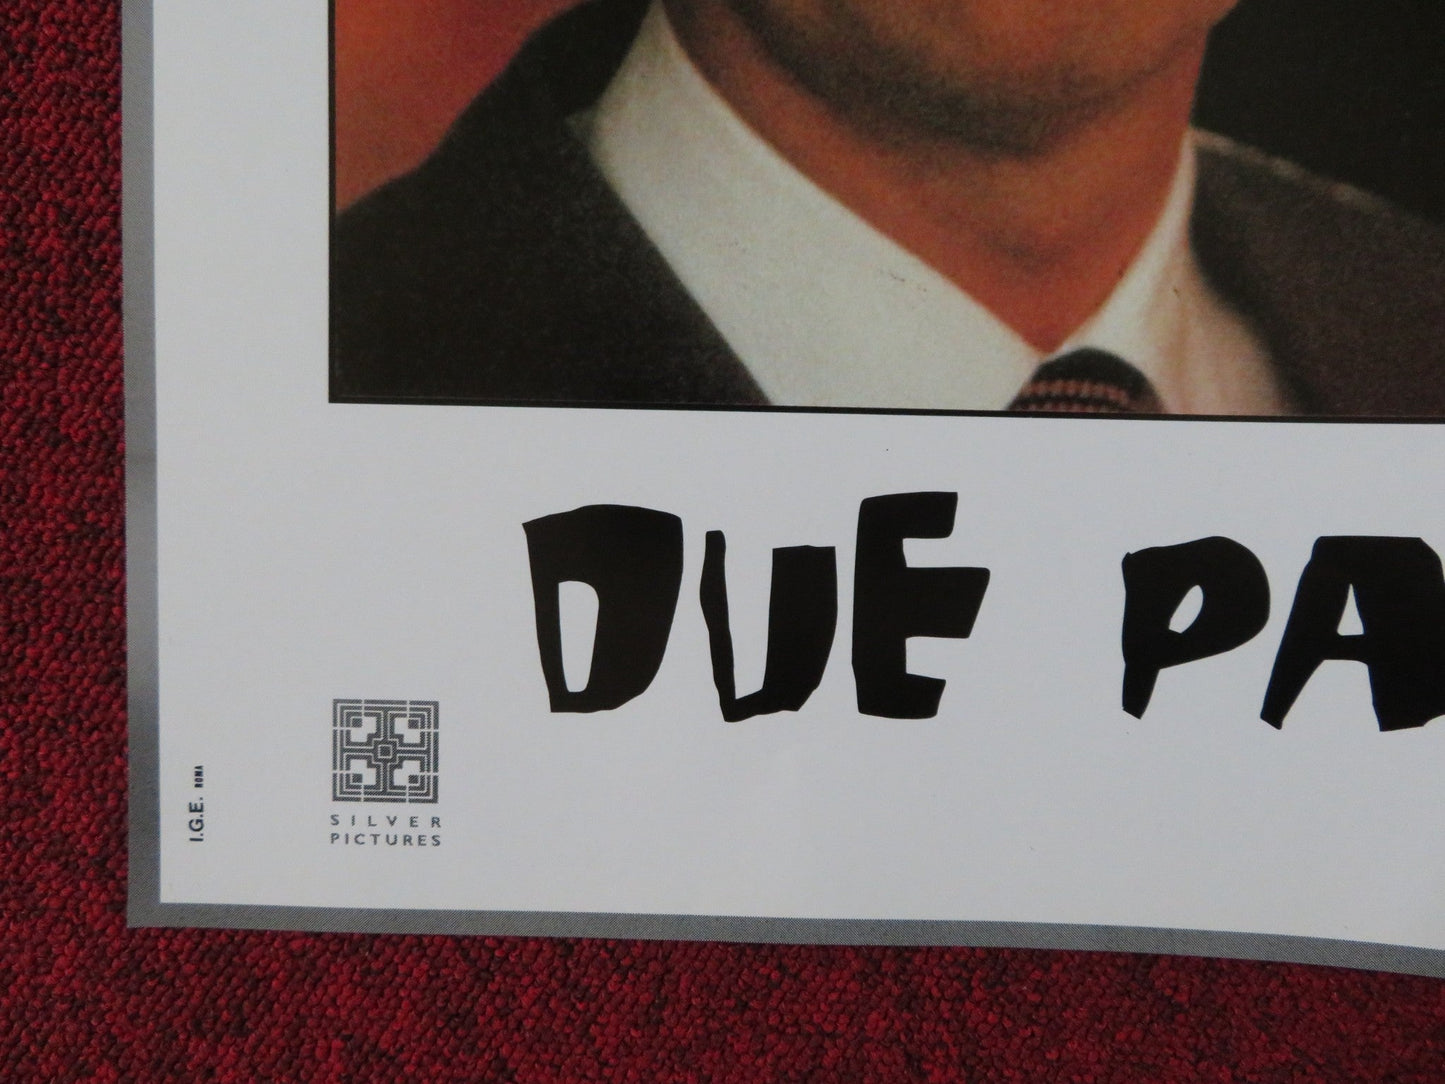 DUE PA
SILVER
PICTURES
I.G.E. ROMA